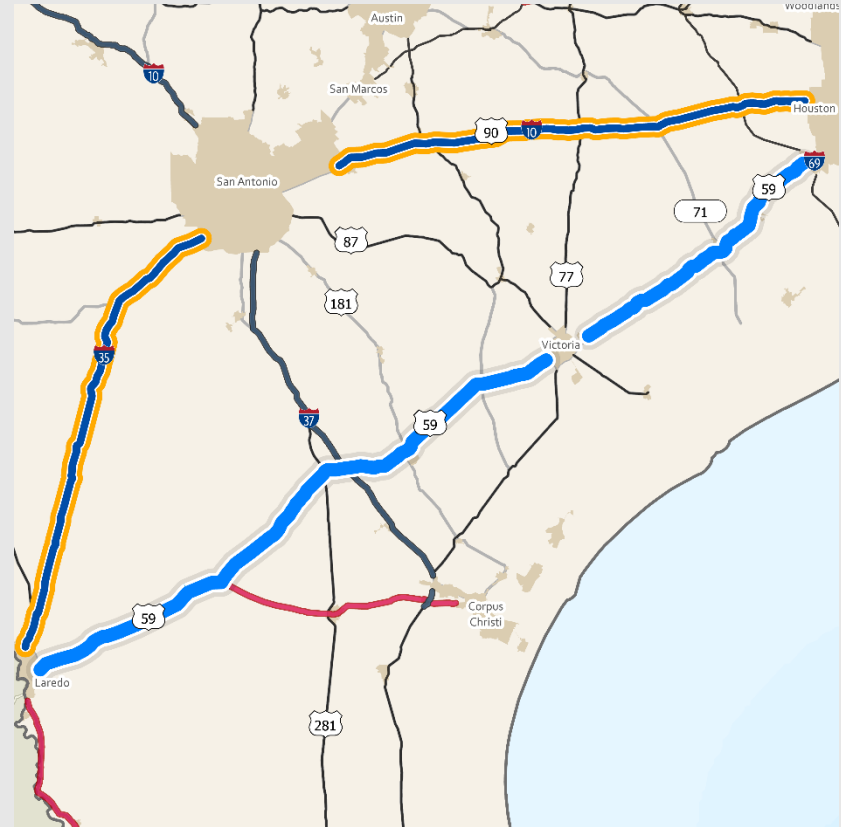 Woodlands
Austin
10
San Marcos
Houston
90
10
69
San Antonio
59
71
87
77
181
Victoria
35
37
59
Corpus
Christi
59
Laredo
281